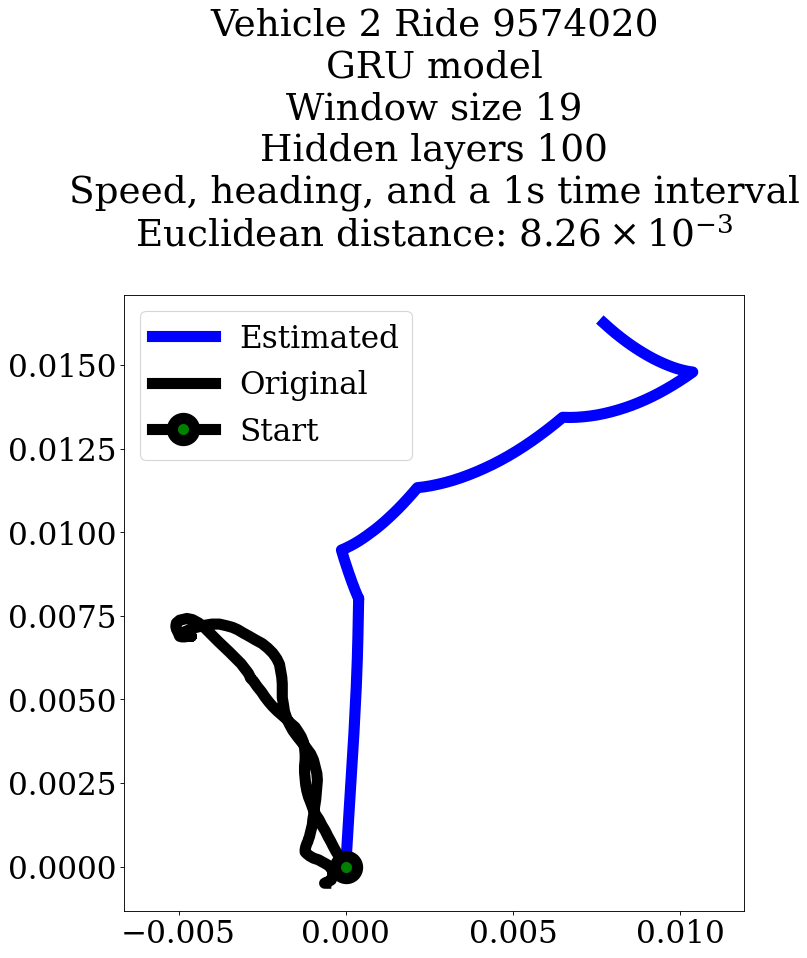 Vehicle 2 Ride 9574020
GRU model
Window size 19
Hidden layers 100
Speed, heading, and a 1s time interval
Euclidean distance: 8.26 × 10⁻³
Estimated
Original
Start
0.0150
0.0125
0.0100
0.0075
0.0050
0.0025
0.0000
−0.005 0.000 0.005 0.010